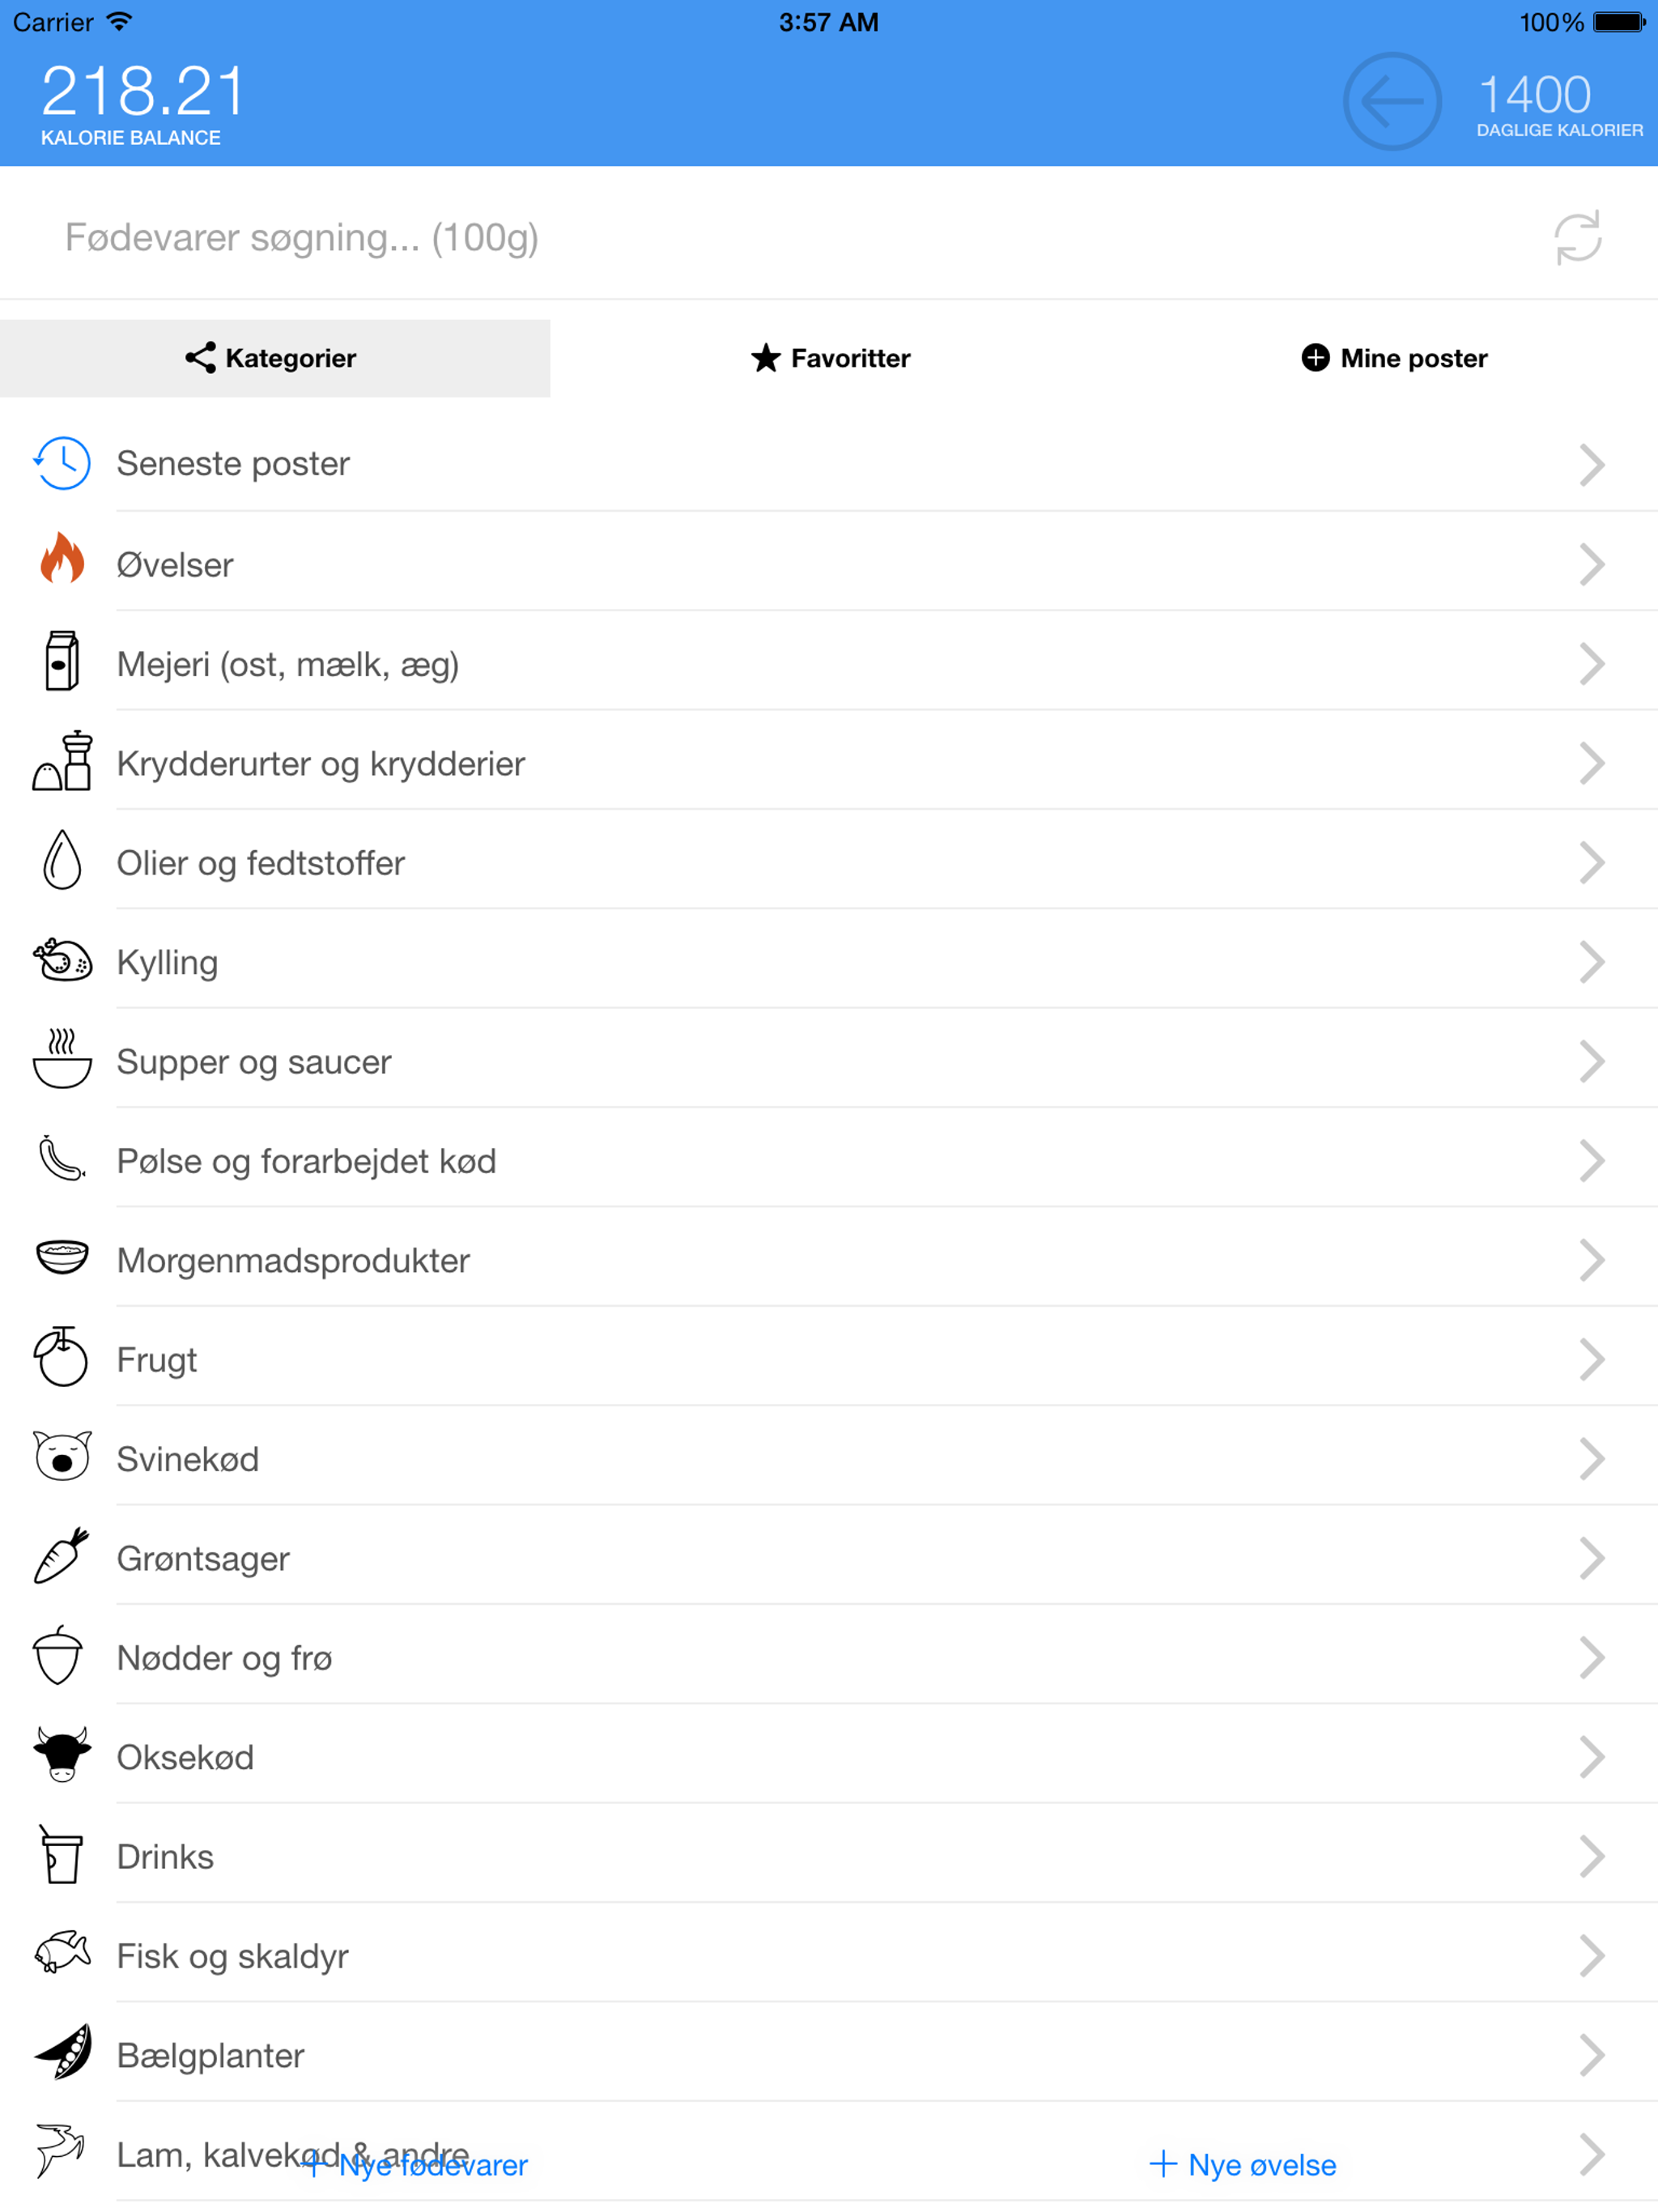 Carrier 3:57 AM 100%
218.21
KALORIE BALANCE
1400
DAGLIGE KALORIER
Fødevarer søgning... (100g)
Kategorier Favoritter Mine poster
Seneste poster
Øvelser
Mejeri (ost, mælk, æg)
Krydderurter og krydderier
Olier og fedtstoffer
Kylling
Supper og saucer
Pølse og forarbejdet kød
Morgenmadsprodukter
Frugt
Svinekød
Grøntsager
Nødder og frø
Oksekød
Drinks
Fisk og skaldyr
Bælgplanter
Lam, kalvekød & andre
+ Nye fødevarer + Nye øvelse